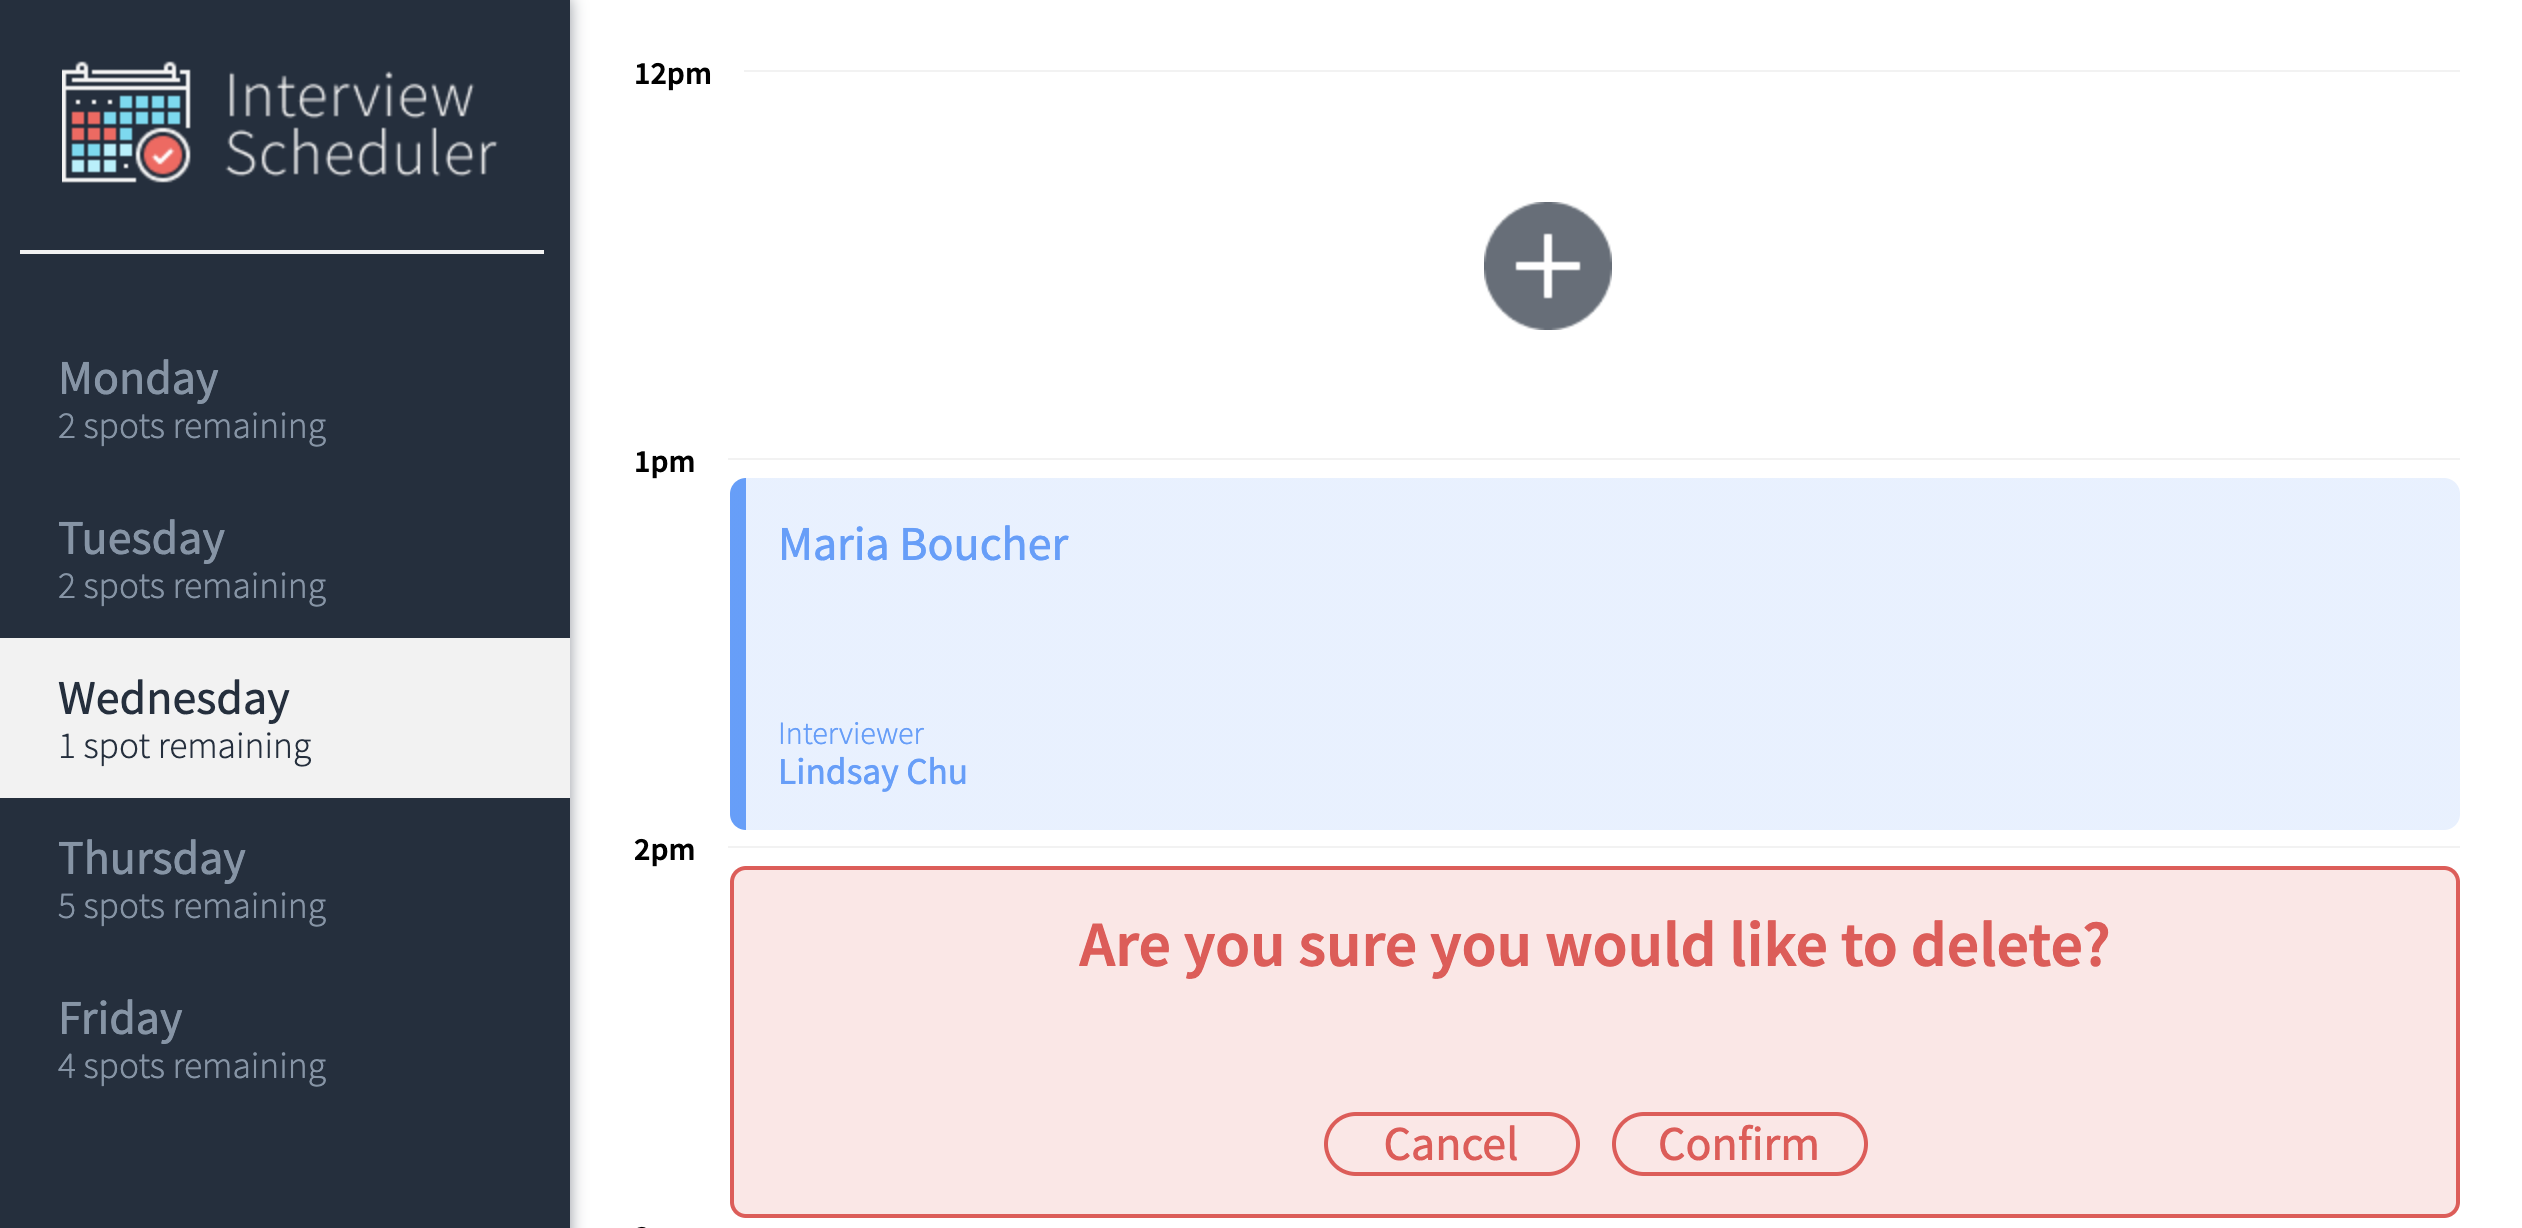 Interview
Scheduler
Monday
2 spots remaining
Tuesday
2 spots remaining
Wednesday
1 spot remaining
Thursday
5 spots remaining
Friday
4 spots remaining
12pm
1pm
Maria Boucher
Interviewer
Lindsay Chu
2pm
Are you sure you would like to delete?
Cancel
Confirm